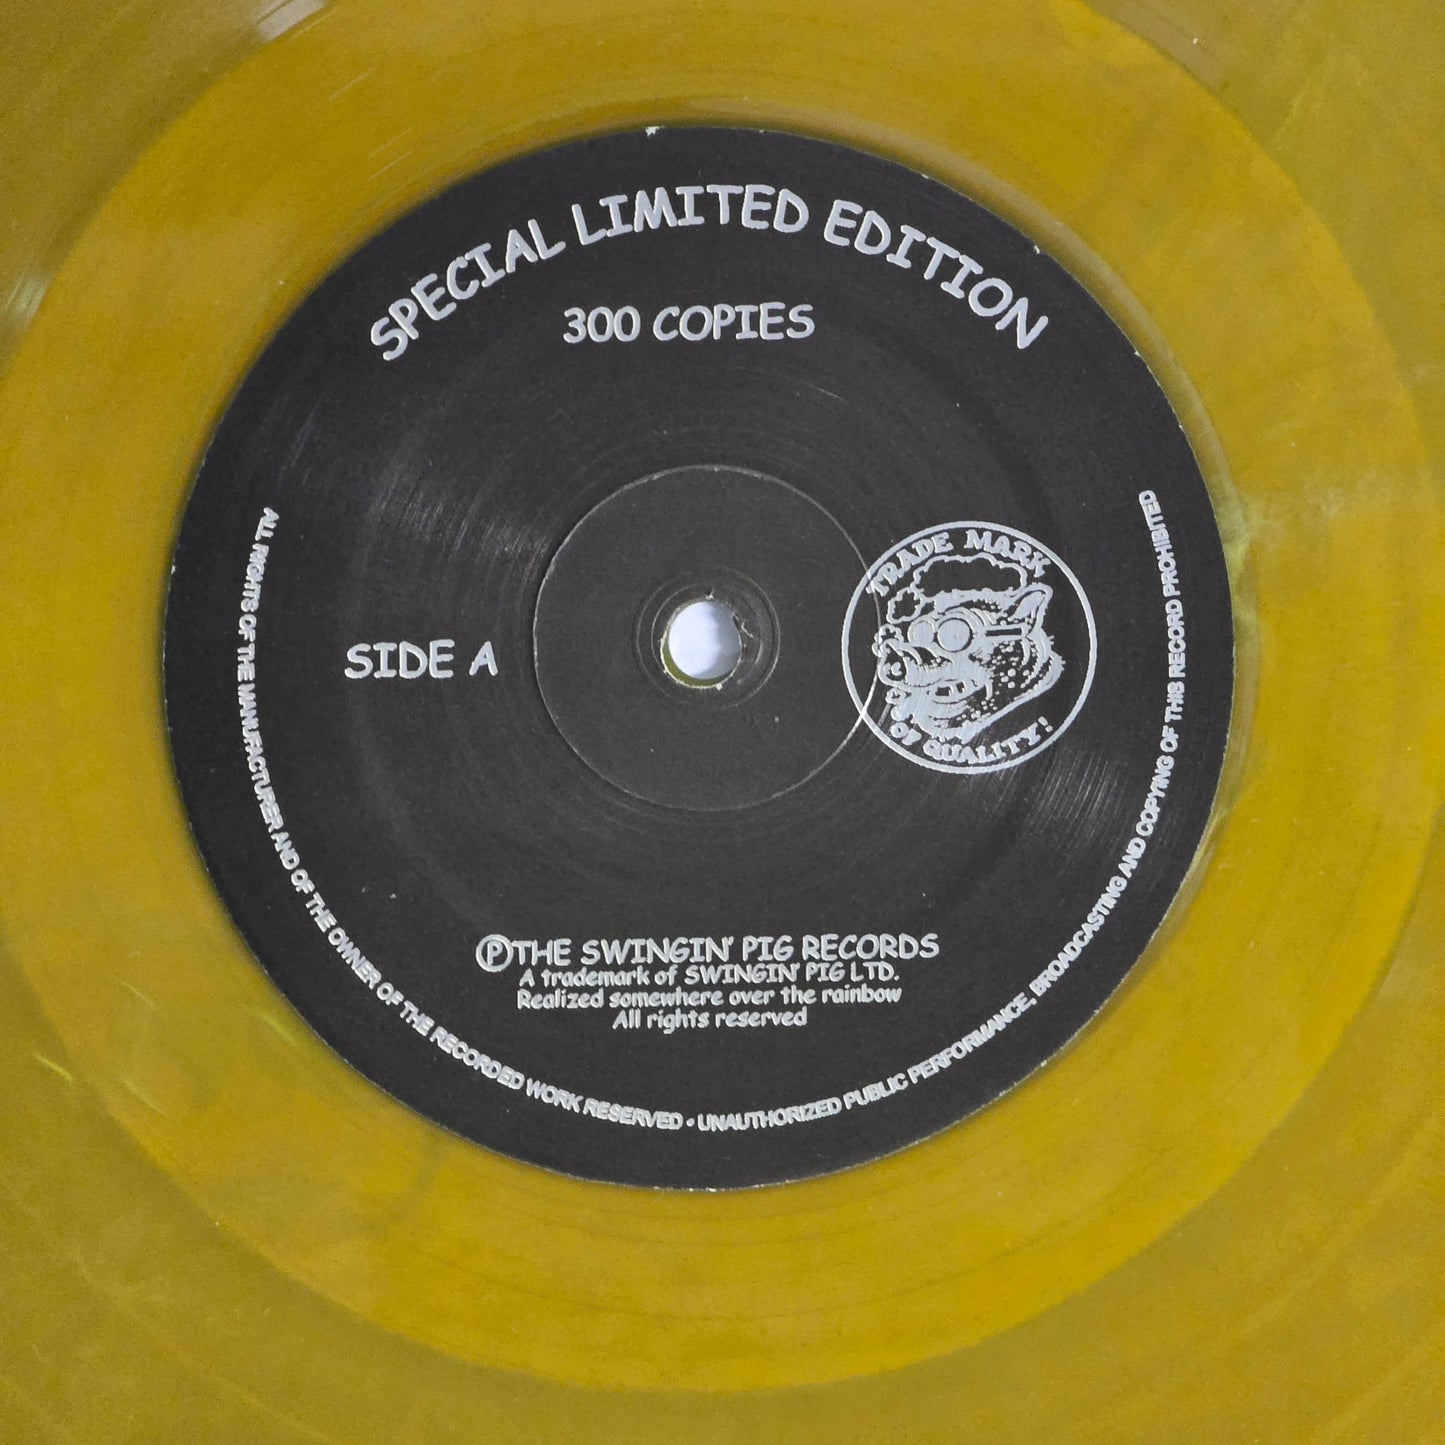 SPECIAL LIMITED EDITION
300 COPIES
SIDE A
TRADE MARK
OF QUALITY!
ⓅTHE SWINGIN' PIG RECORDS
A trademark of SWINGIN' PIG LTD.
Realized somewhere over the rainbow
All rights reserved
ALL RIGHTS OF THE MANUFACTURER AND OF THE OWNER OF THE RECORDED WORK RESERVED • UNAUTHORIZED PUBLIC PERFORMANCE, BROADCASTING AND COPYING OF THIS RECORD PROHIBITED